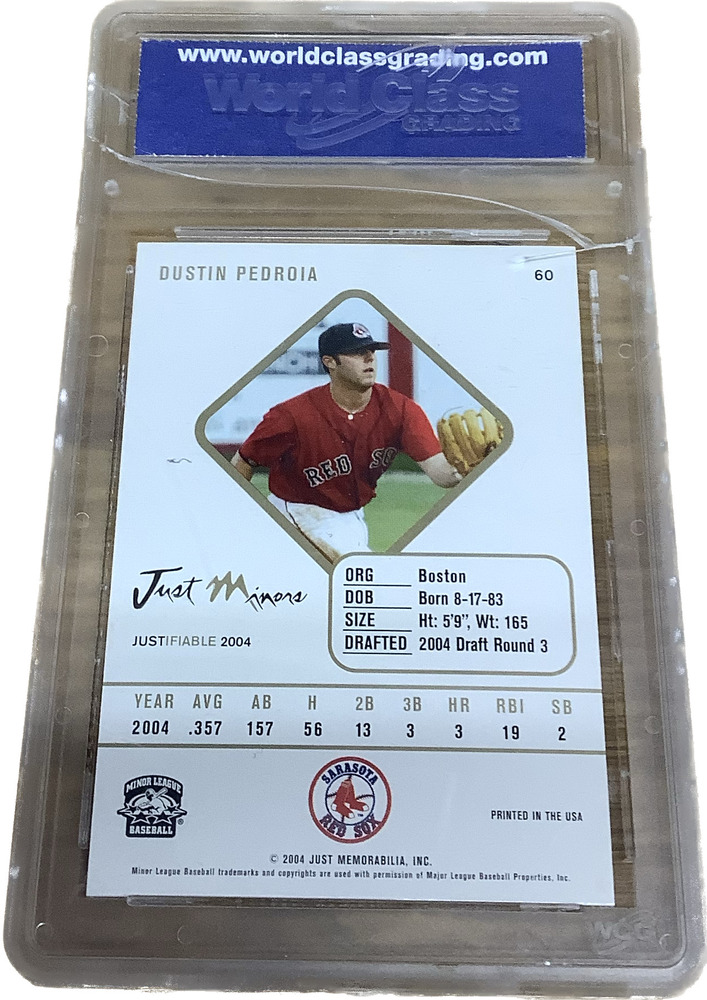 www.worldclassgrading.com
World Class
GRADING
DUSTIN PEDROIA
60
RED SO
Just Minors
JUSTIFIABLE 2004
ORG Boston
DOB Born 8-17-83
SIZE Ht: 5'9", Wt: 165
DRAFTED 2004 Draft Round 3
YEAR AVG AB H 2B 3B HR RBI SB
2004 .357 157 56 13 3 3 19 2
MINOR LEAGUE
BASEBALL
SARASOTA
RED SOX
PRINTED IN THE USA
© 2004 JUST MEMORABILIA, INC.
Minor League Baseball trademarks and copyrights are used with permission of Major League Baseball Properties, Inc.
WCG